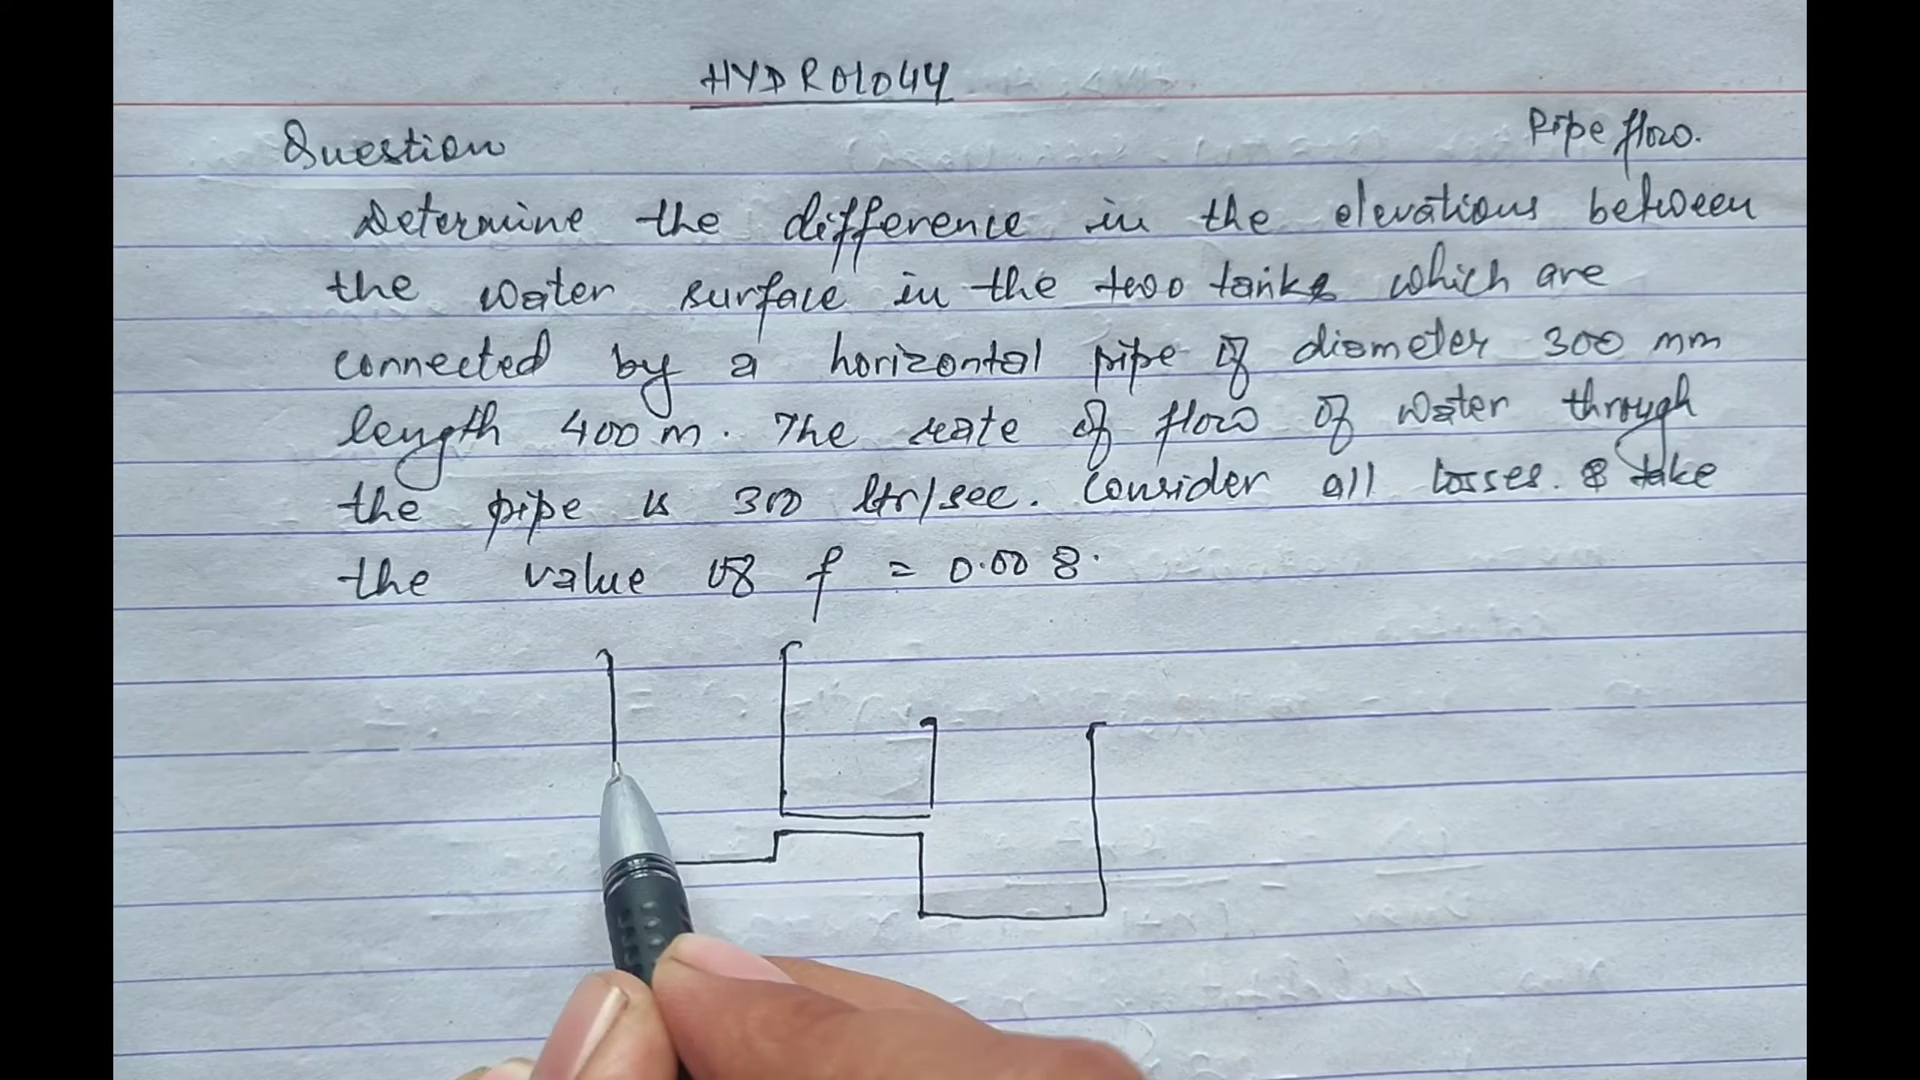 HYDROLOGY
Question
Pipe flow.
Determine the difference in the elevations between
the water surface in the two tanks which are
connected by a horizontal pipe of diameter 300 mm
length 400 m. The rate of flow of water through
the pipe is 300 ltr/sec. Consider all losses. & take
the value of f = 0.008.